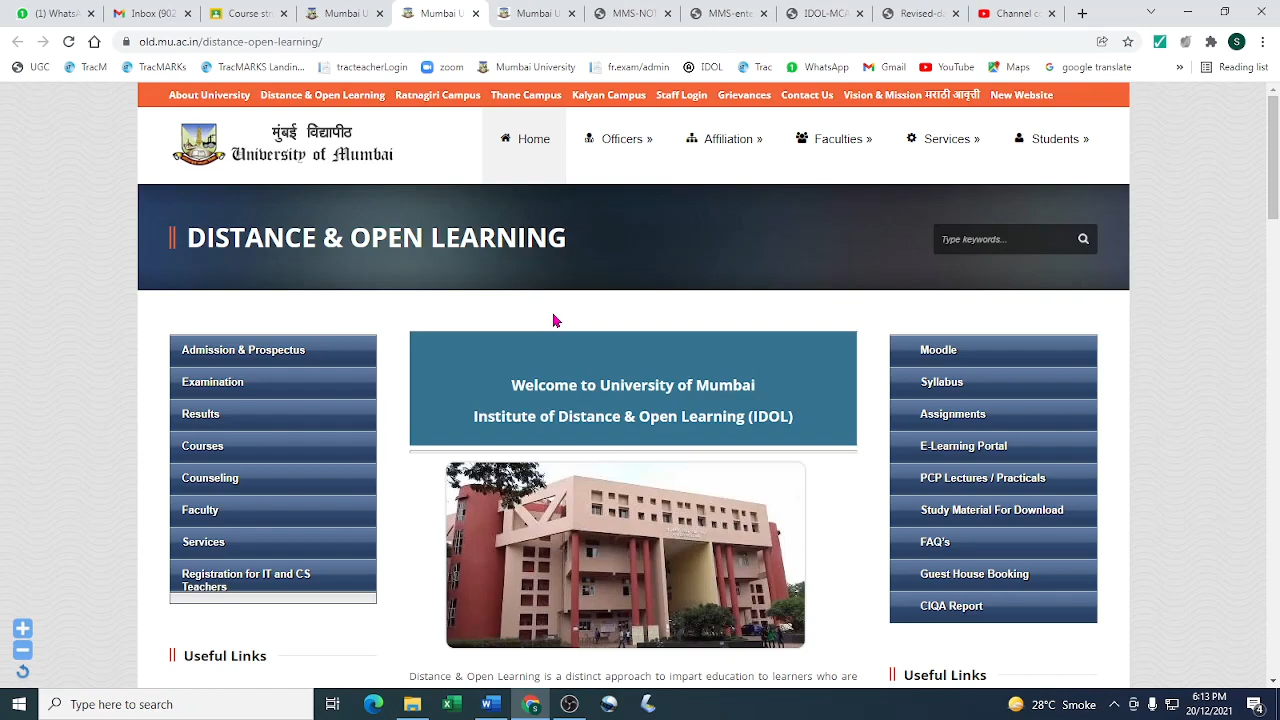 (1) WhatsA
Inbox (902
Course stre
Mumbai U
Mumbai U
Mumbai U
MMS-NO
MMS-ente
IDOL-MCA
Revised-da
Channel co
old.mu.ac.in/distance-open-learning/
S
UGC
TracM
TracMARKs
TracMARKS Landin...
tracteacherLogin
zoom
Mumbai University
fr.exam/admin
IDOL
Trac
WhatsApp
Gmail
YouTube
Maps
google translate
»
Reading list
About University
Distance & Open Learning
Ratnagiri Campus
Thane Campus
Kalyan Campus
Staff Login
Grievances
Contact Us
Vision & Mission
मराठी आवृत्ती
New Website
मुंबई विद्यापीठ
University of Mumbai
Home
Officers »
Affiliation »
Faculties »
Services »
Students »
DISTANCE & OPEN LEARNING
Type keywords...
Admission & Prospectus
Examination
Results
Courses
Counseling
Faculty
Services
Registration for IT and CS
Teachers
Useful Links
Welcome to University of Mumbai
Institute of Distance & Open Learning (IDOL)
Distance & Open Learning is a distinct approach to impart education to learners who are
Moodle
Syllabus
Assignments
E-Learning Portal
PCP Lectures / Practicals
Study Material For Download
FAQ's
Guest House Booking
CIQA Report
Useful Links
Type here to search
28°C Smoke
6:13 PM
20/12/2021